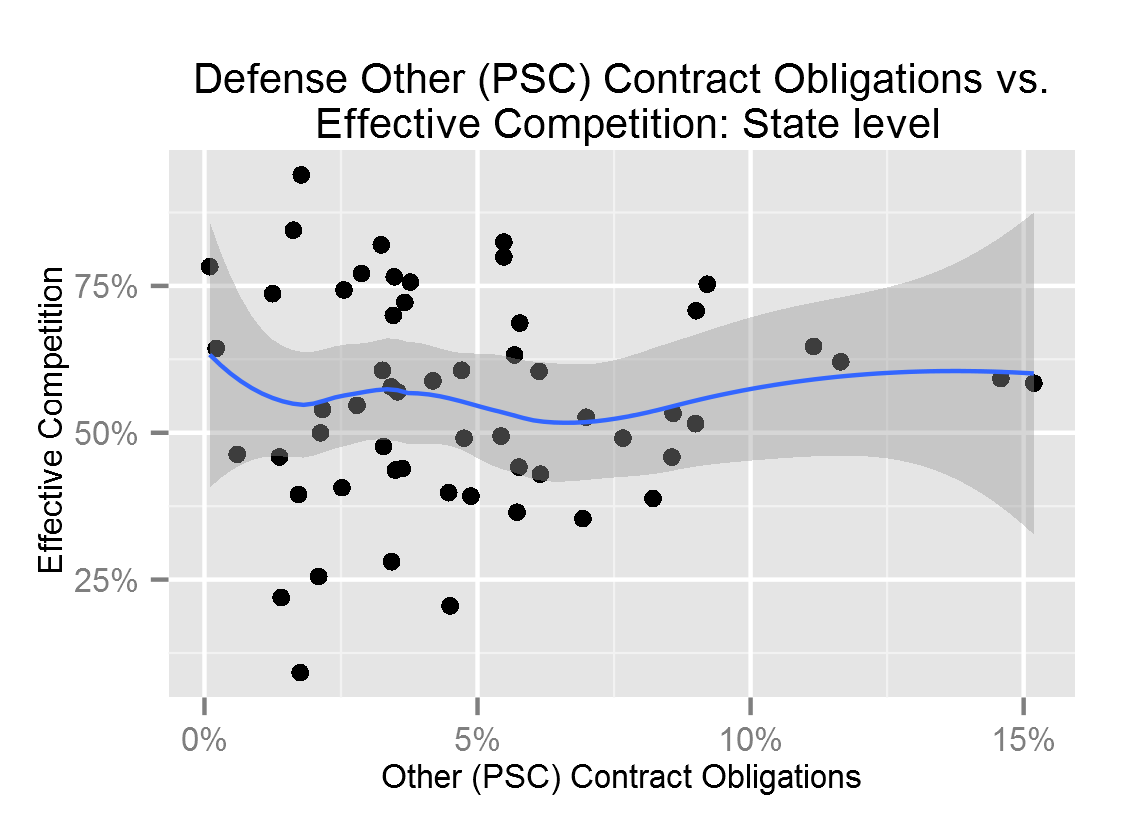 Defense Other (PSC) Contract Obligations vs.
Effective Competition: State level
Effective Competition
75%
50%
25%
0%
5%
10%
15%
Other (PSC) Contract Obligations